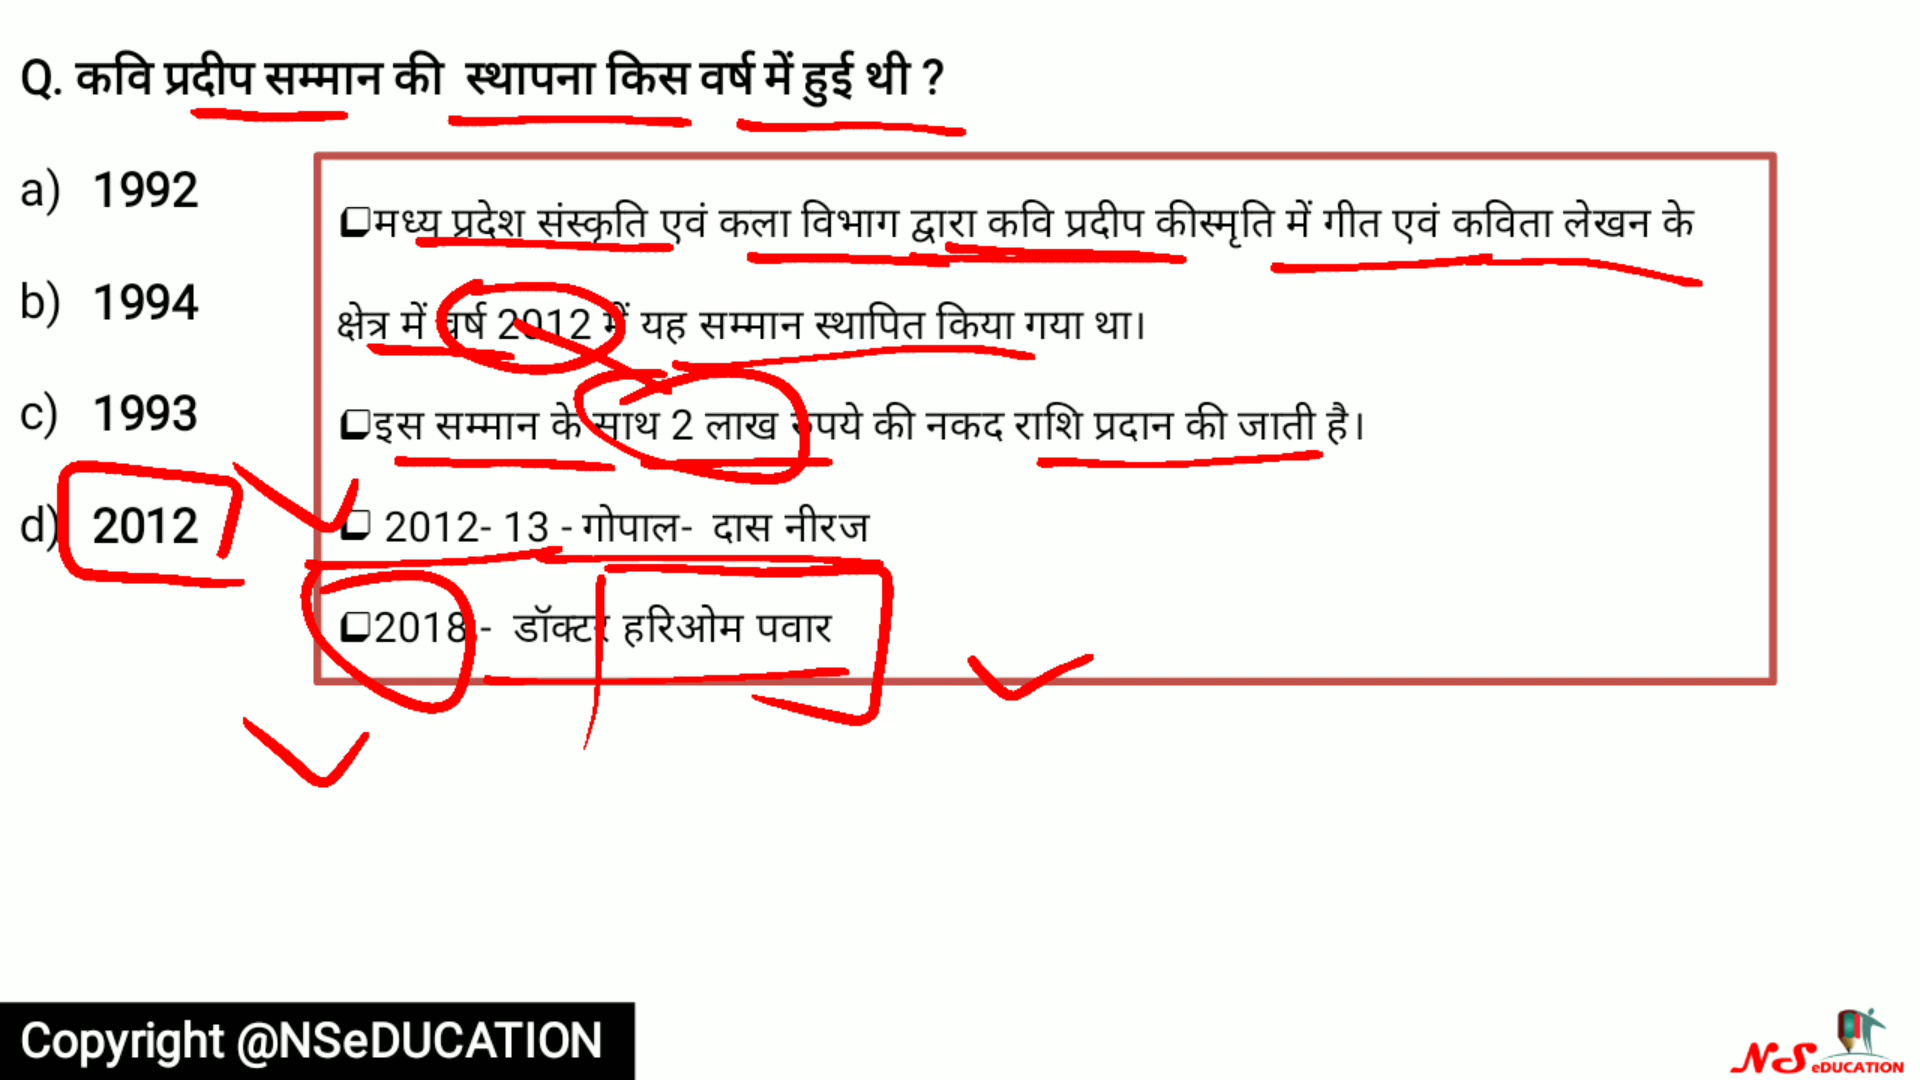 Q. कवि प्रदीप सम्मान की स्थापना किस वर्ष में हुई थी ?
a) 1992
b) 1994
c) 1993
d) 2012
❑मध्य प्रदेश संस्कृति एवं कला विभाग द्वारा कवि प्रदीप कीस्मृति में गीत एवं कविता लेखन के
क्षेत्र में वर्ष 2012 में यह सम्मान स्थापित किया गया था।
❑इस सम्मान के साथ 2 लाख रुपये की नकद राशि प्रदान की जाती है।
❑ 2012- 13 - गोपाल- दास नीरज
❑2018 - डॉक्टर हरिओम पवार
Copyright @NSeDUCATION
NS eDUCATION